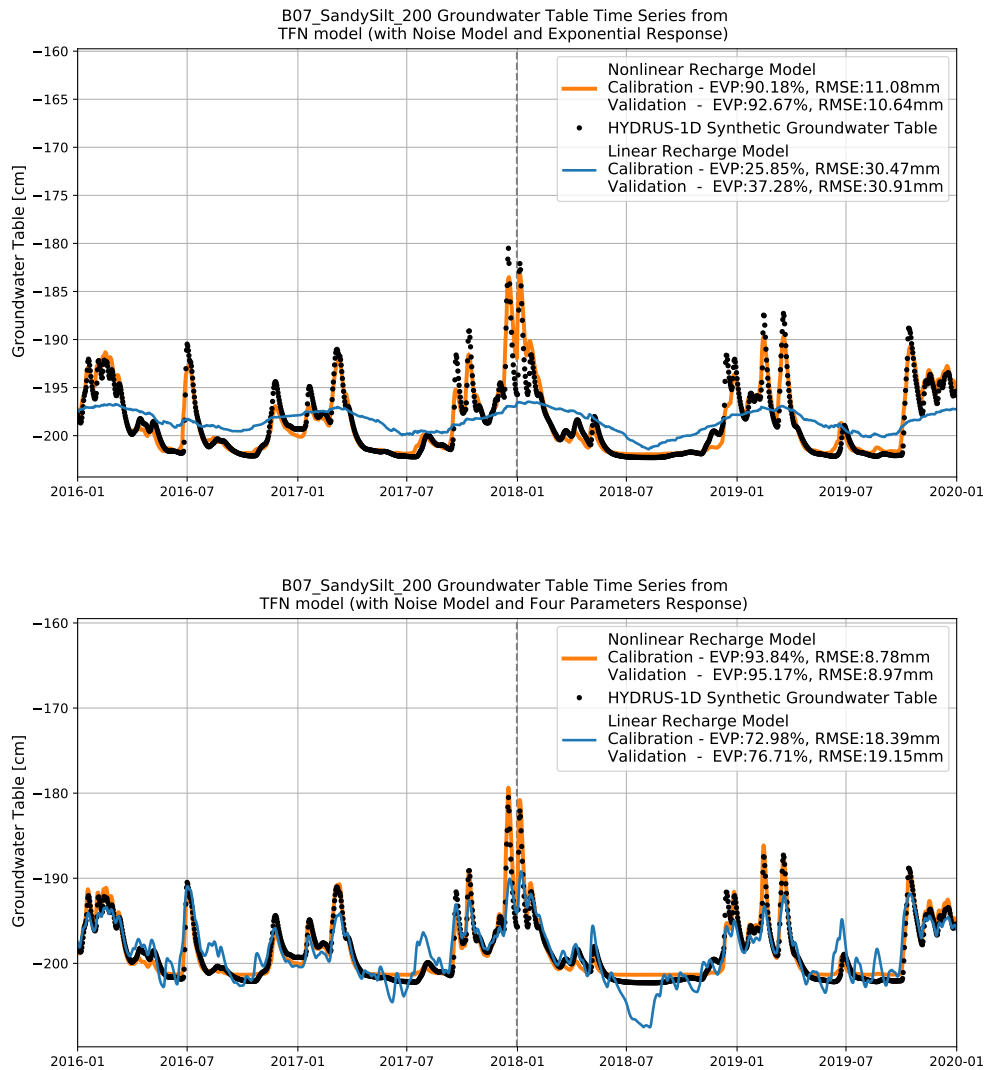 B07_SandySilt_200 Groundwater Table Time Series from
TFN model (with Noise Model and Exponential Response)
Groundwater Table [cm]
−160
−165
−170
−175
−180
−185
−190
−195
−200
Nonlinear Recharge Model
Calibration - EVP:90.18%, RMSE:11.08mm
Validation  -  EVP:92.67%, RMSE:10.64mm
HYDRUS-1D Synthetic Groundwater Table
Linear Recharge Model
Calibration - EVP:25.85%, RMSE:30.47mm
Validation  -  EVP:37.28%, RMSE:30.91mm
2016-01 2016-07 2017-01 2017-07 2018-01 2018-07 2019-01 2019-07 2020-01
B07_SandySilt_200 Groundwater Table Time Series from
TFN model (with Noise Model and Four Parameters Response)
Groundwater Table [cm]
−160
−170
−180
−190
−200
Nonlinear Recharge Model
Calibration - EVP:93.84%, RMSE:8.78mm
Validation  -  EVP:95.17%, RMSE:8.97mm
HYDRUS-1D Synthetic Groundwater Table
Linear Recharge Model
Calibration - EVP:72.98%, RMSE:18.39mm
Validation  -  EVP:76.71%, RMSE:19.15mm
2016-01 2016-07 2017-01 2017-07 2018-01 2018-07 2019-01 2019-07 2020-01